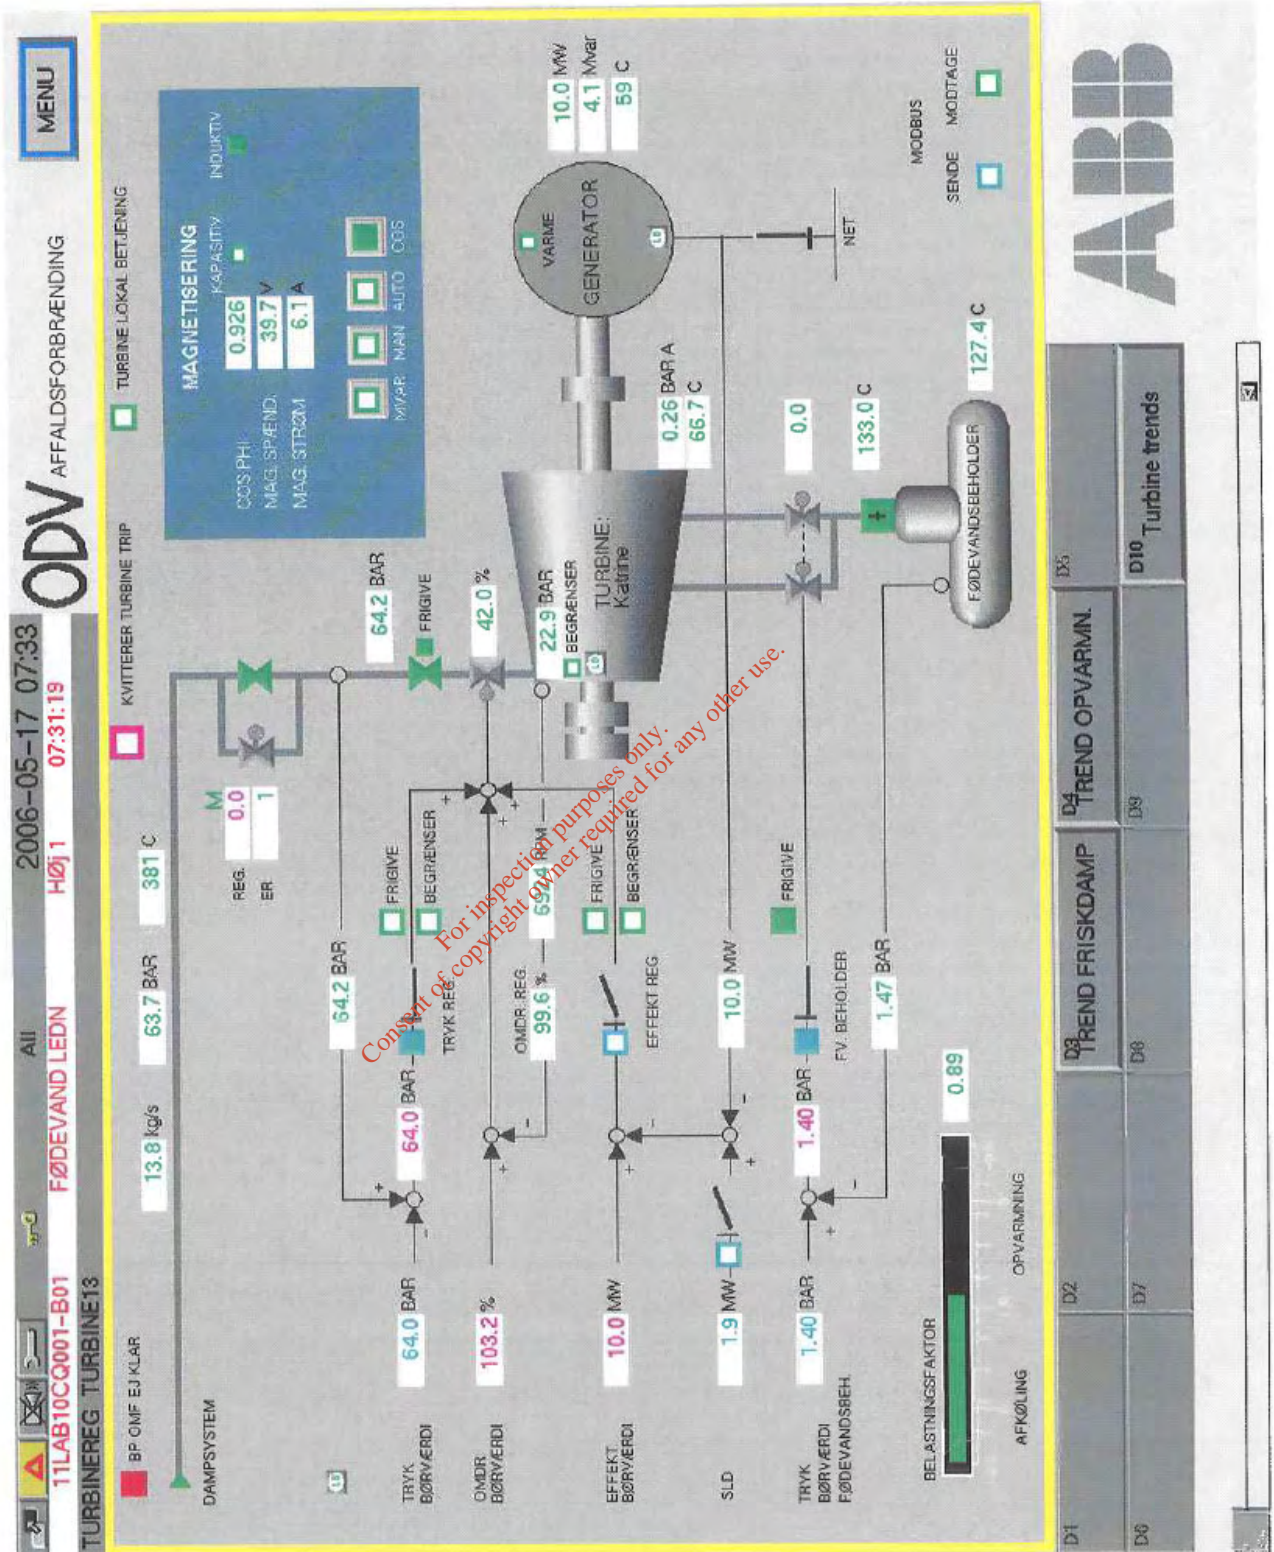 2006-05-17 07:33
All
11LAB10CQ001-B01
FØDEVAND LEDN
HØj 1
07:31:19
ODV AFFALDSFORBRÆNDING
MENU
TURBINEREG TURBINE13
BP OMF EJ KLAR
KVITTERER TURBINE TRIP
TURBINE LOKAL BETJENING
13.8 kg/s
63.7 BAR
381 C
DAMPSYSTEM
M
REG. 0.0
ER 1
MAGNETISERING
KAPASITIV
INDUKTIV
COS PHI 0.926
MAG. SPÆND. 39.7 V
MAG. STRØM 6.1 A
MVAR
MAN
AUTO
COS
64.2 BAR
64.2 BAR
FRIGIVE
42.0 %
TRYK
BØRVÆRDI
64.0 BAR
64.0 BAR
TRYK REG.
FRIGIVE
BEGRÆNSER
OMDR
BØRVÆRDI
103.2 %
OMDR. REG.
99.6 %
RPM
22.9 BAR
BEGRÆNSER
TURBINE:
Katrine
VARME
GENERATOR
10.0 MW
4.1 Mvar
59 C
EFFEKT
BØRVÆRDI
10.0 MW
EFFEKT REG.
FRIGIVE
BEGRÆNSER
0.26 BAR A
66.7 C
SLD
1.9 MW
10.0 MW
NET
TRYK
BØRVÆRDI
FØDEVANDSBEH.
1.40 BAR
1.40 BAR
FV. BEHOLDER
FRIGIVE
0.0
133.0 C
1.47 BAR
FØDEVANDSBEHOLDER
127.4 C
MODBUS
SENDE
MODTAGE
BELASTNINGSFAKTOR
0.89
AFKØLING
OPVARMNING
D1
D2
D3 TREND FRISKDAMP
D4 TREND OPVARMN.
D5
D6
D7
D8
D9
D10 Turbine trends
ABB
For inspection purposes only.
Consent of copyright owner required for any other use.